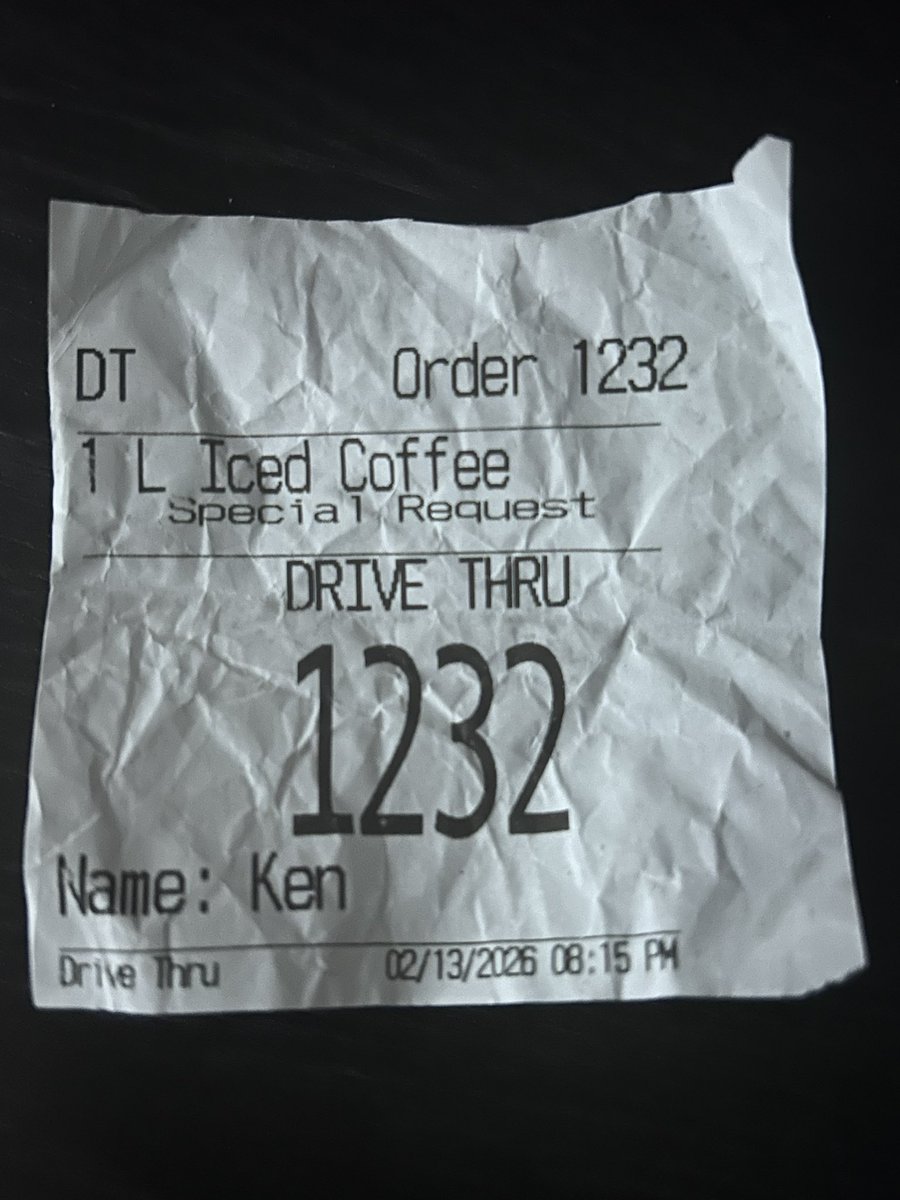 DT Order 1232
1 L Iced Coffee
Special Request
DRIVE THRU
1232
Name: Ken
Drive Thru 02/13/2026 08:15 PM